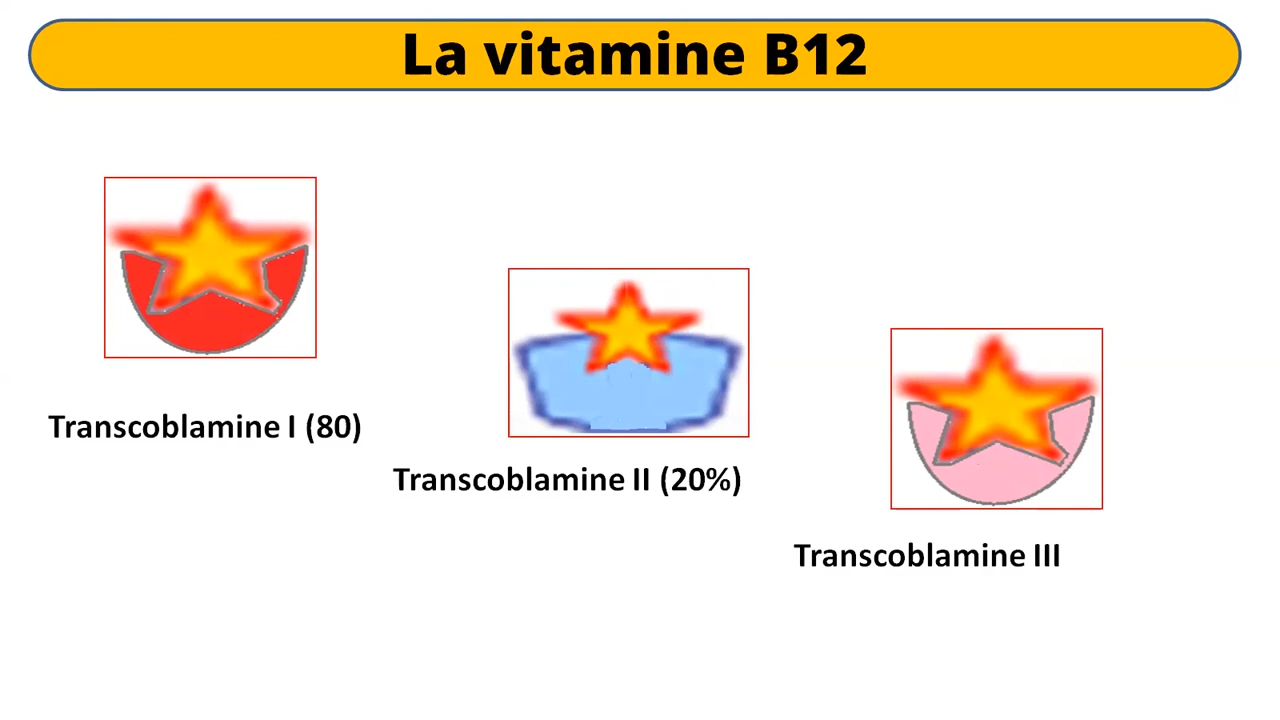 La vitamine B12
Transcoblamine I (80)
Transcoblamine II (20%)
Transcoblamine III